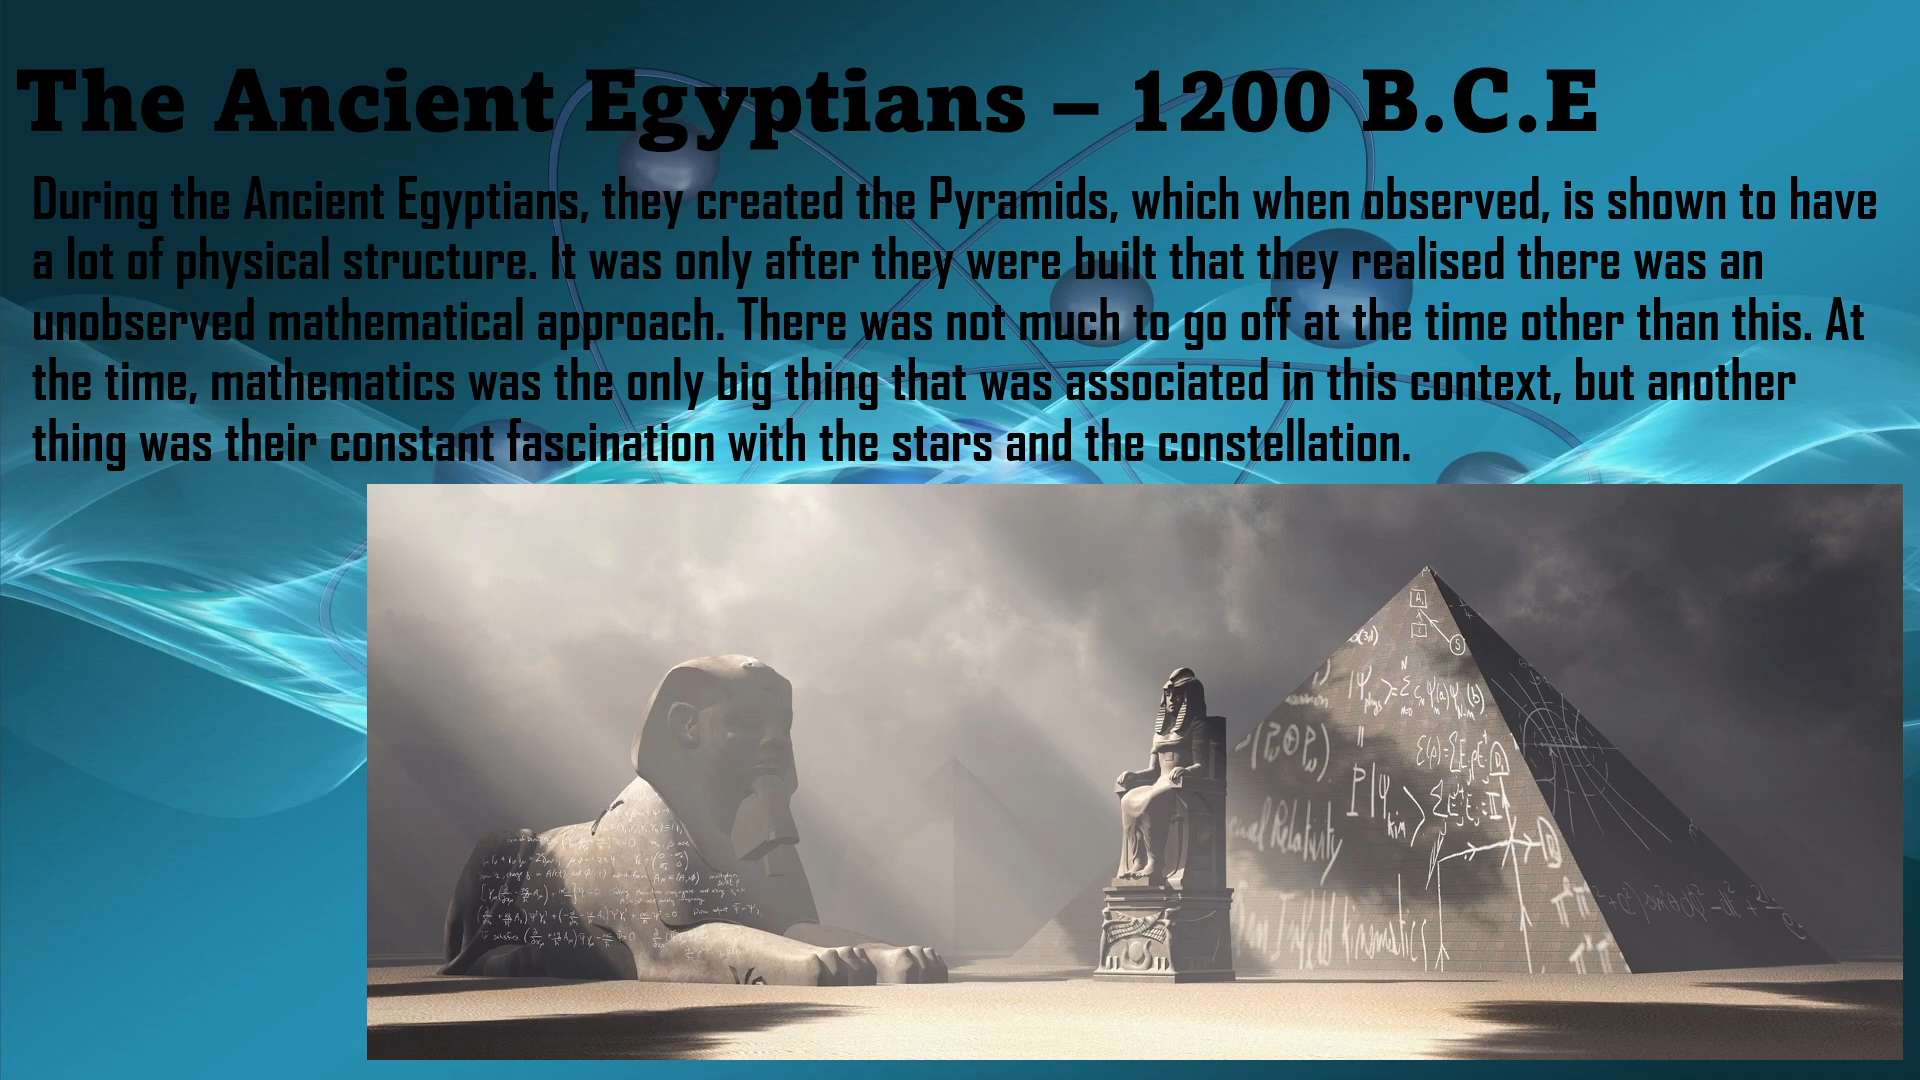 The Ancient Egyptians – 1200 B.C.E
During the Ancient Egyptians, they created the Pyramids, which when observed, is shown to have
a lot of physical structure. It was only after they were built that they realised there was an
unobserved mathematical approach. There was not much to go off at the time other than this. At
the time, mathematics was the only big thing that was associated in this context, but another
thing was their constant fascination with the stars and the constellation.